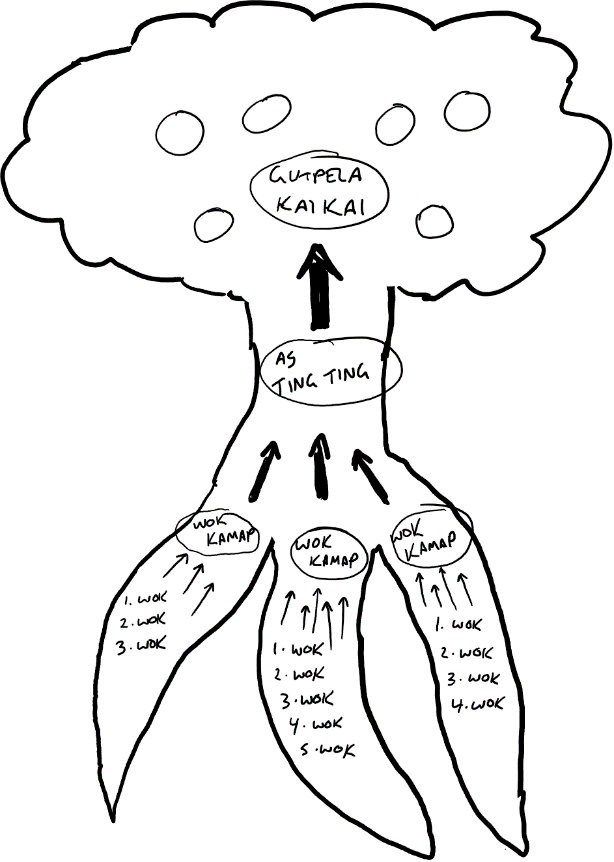 GUTPELA
KAIKAI
AS
TING TING
WOK
KAMAP
WOK
KAMAP
WOK
KAMAP
1. WOK
2. WOK
3. WOK
1. WOK
2. WOK
3. WOK
4. WOK
5. WOK
1. WOK
2. WOK
3. WOK
4. WOK